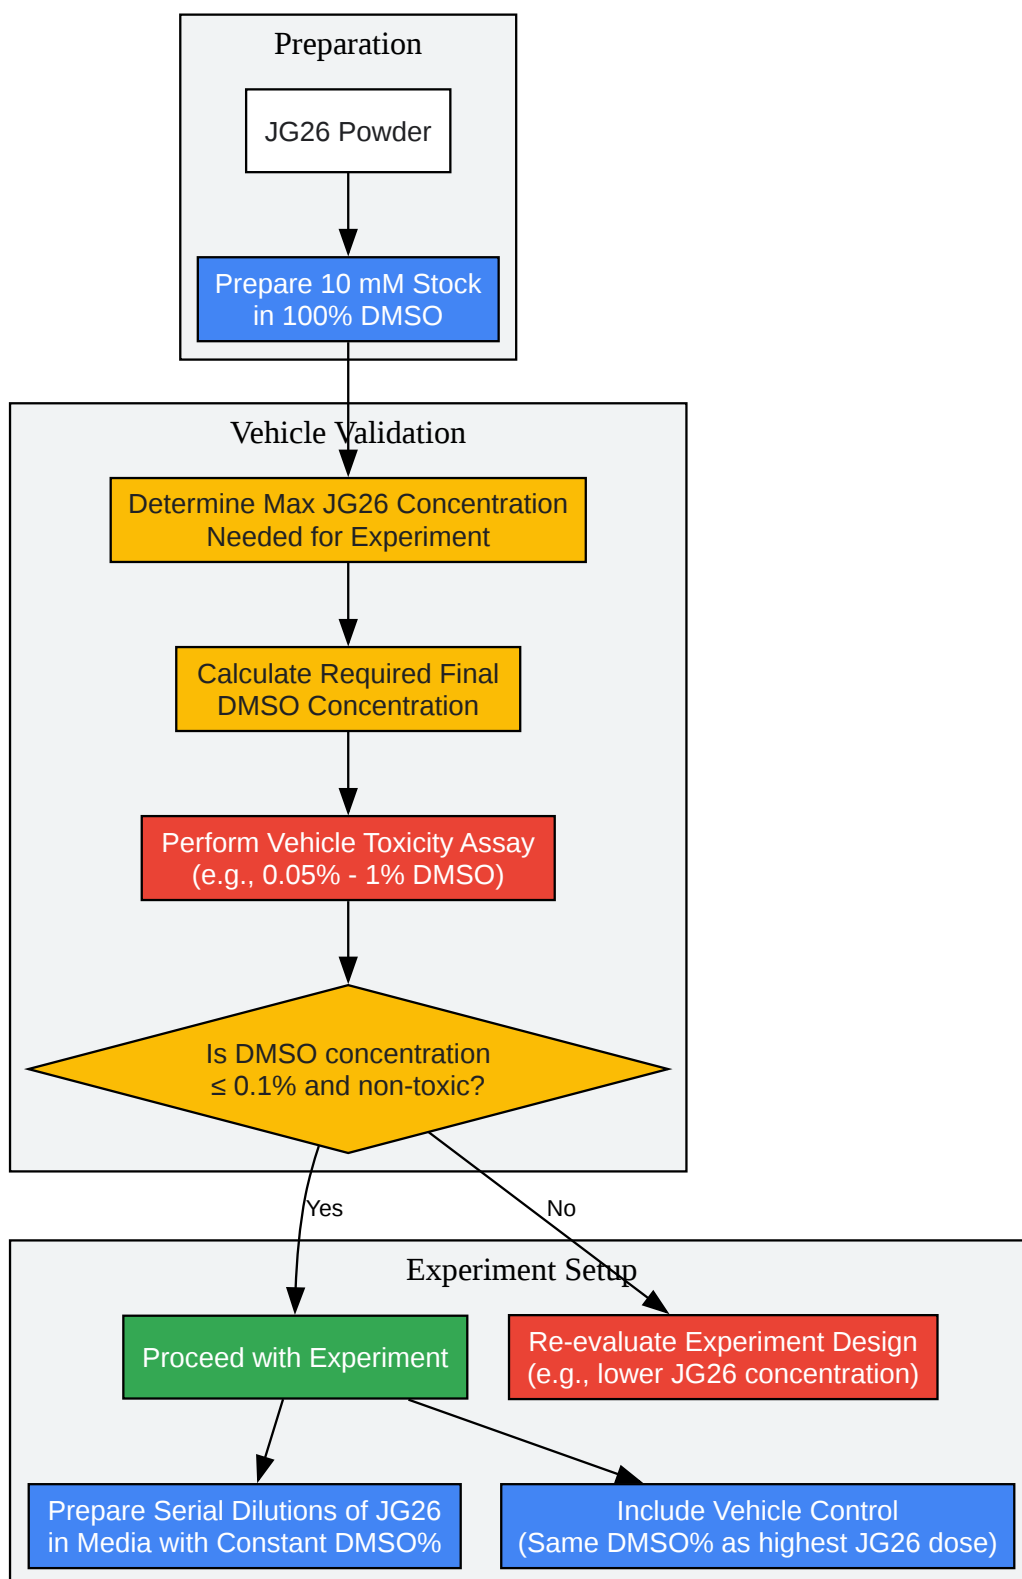 Preparation
JG26 Powder
Prepare 10 mM Stock
in 100% DMSO
Vehicle Validation
Determine Max JG26 Concentration
Needed for Experiment
Calculate Required Final
DMSO Concentration
Perform Vehicle Toxicity Assay
(e.g., 0.05% - 1% DMSO)
Is DMSO concentration
≤ 0.1% and non-toxic?
Yes
No
Experiment Setup
Proceed with Experiment
Re-evaluate Experiment Design
(e.g., lower JG26 concentration)
Prepare Serial Dilutions of JG26
in Media with Constant DMSO%
Include Vehicle Control
(Same DMSO% as highest JG26 dose)